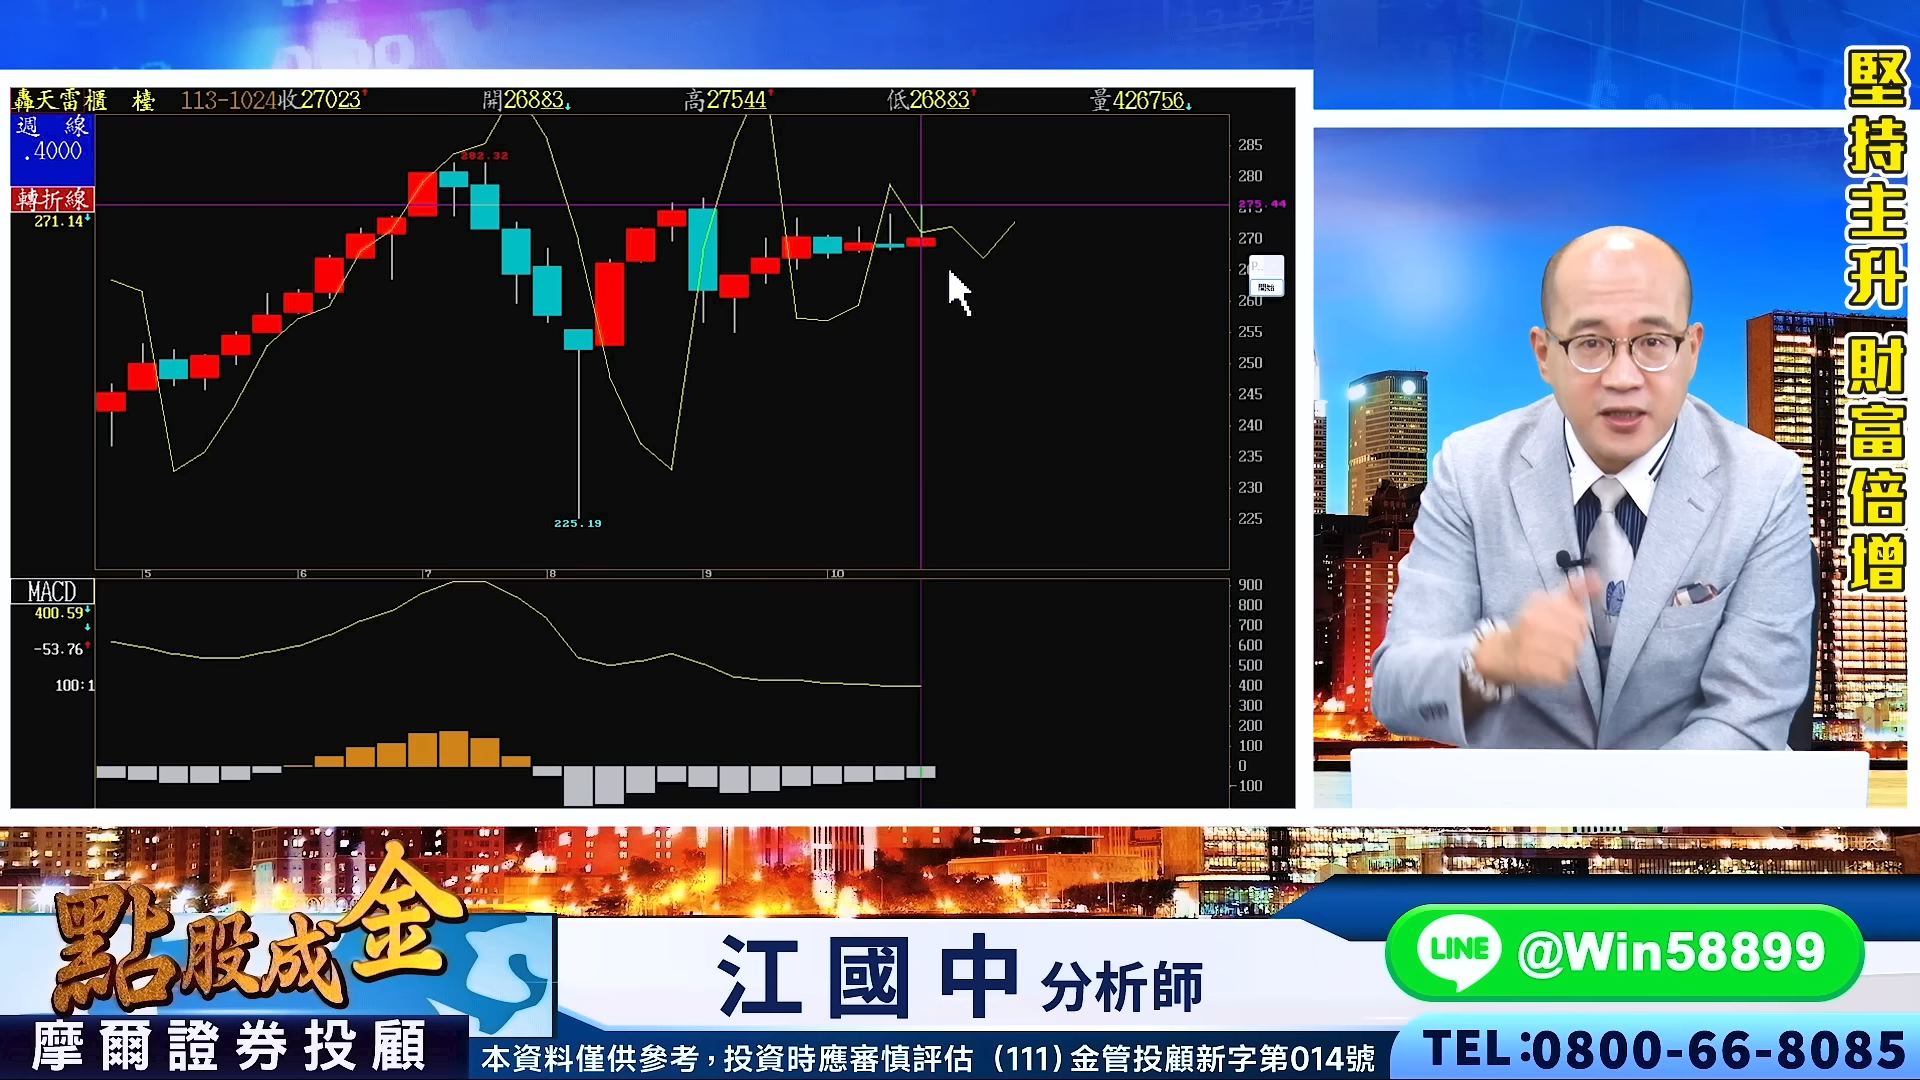 轟天雷櫃 檯 113-1024收27023 開26883 高27544 低26883 量426756
週 線
.4000
轉折線
271.14
282.32
225.19
285
280
275
275.44
270
260
255
250
245
240
235
230
225
開始
5 6 7 8 9 10
MACD
400.59
-53.76
100:1
900
800
700
600
500
400
300
200
100
0
-100
堅持主升 財富倍增
點股成金
摩爾證券投顧
江國中 分析師
本資料僅供參考，投資時應審慎評估 (111) 金管投顧新字第014號
LINE @Win58899
TEL:0800-66-8085